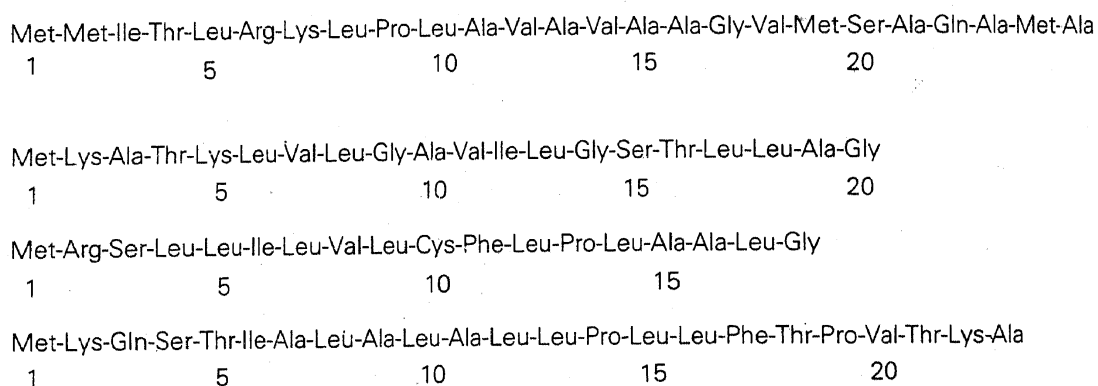 Met-Met-Ile-Thr-Leu-Arg-Lys-Leu-Pro-Leu-Ala-Val-Ala-Val-Ala-Ala-Gly-Val-Met-Ser-Ala-Gln-Ala-Met-Ala
1 5 10 15 20
Met-Lys-Ala-Thr-Lys-Leu-Val-Leu-Gly-Ala-Val-Ile-Leu-Gly-Ser-Thr-Leu-Leu-Ala-Gly
1 5 10 15 20
Met-Arg-Ser-Leu-Leu-Ile-Leu-Val-Leu-Cys-Phe-Leu-Pro-Leu-Ala-Ala-Leu-Gly
1 5 10 15
Met-Lys-Gln-Ser-Thr-Ile-Ala-Leu-Ala-Leu-Ala-Leu-Leu-Pro-Leu-Leu-Phe-Thr-Pro-Val-Thr-Lys-Ala
1 5 10 15 20